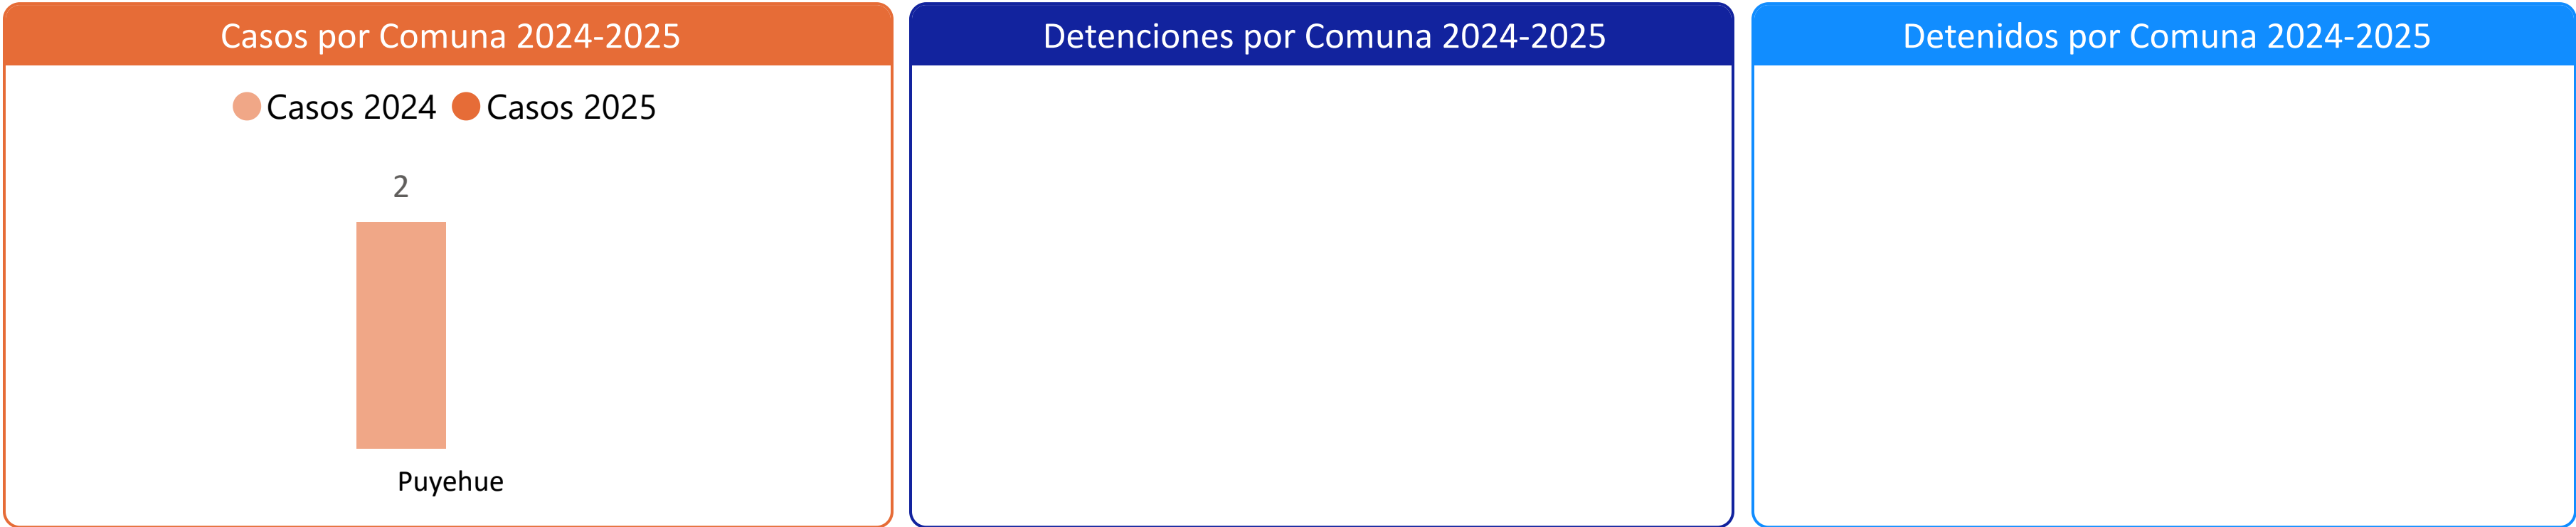 Casos por Comuna 2024-2025
Casos 2024 Casos 2025
2
Puyehue
Detenciones por Comuna 2024-2025
Detenidos por Comuna 2024-2025